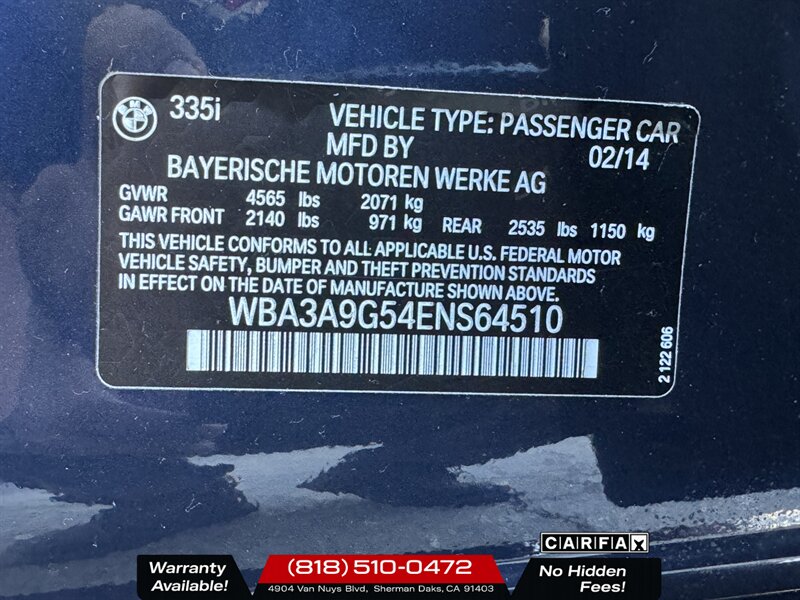 BMW 335i
VEHICLE TYPE: PASSENGER CAR
MFD BY 02/14
BAYERISCHE MOTOREN WERKE AG
GVWR 4565 lbs 2071 kg
GAWR FRONT 2140 lbs 971 kg REAR 2535 lbs 1150 kg
THIS VEHICLE CONFORMS TO ALL APPLICABLE U.S. FEDERAL MOTOR
VEHICLE SAFETY, BUMPER AND THEFT PREVENTION STANDARDS
IN EFFECT ON THE DATE OF MANUFACTURE SHOWN ABOVE.
WBA3A9G54ENS64510
2 122 606
CARFAX
Warranty
Available!
(818) 510-0472
4904 Van Nuys Blvd, Sherman Oaks, CA 91403
No Hidden
Fees!